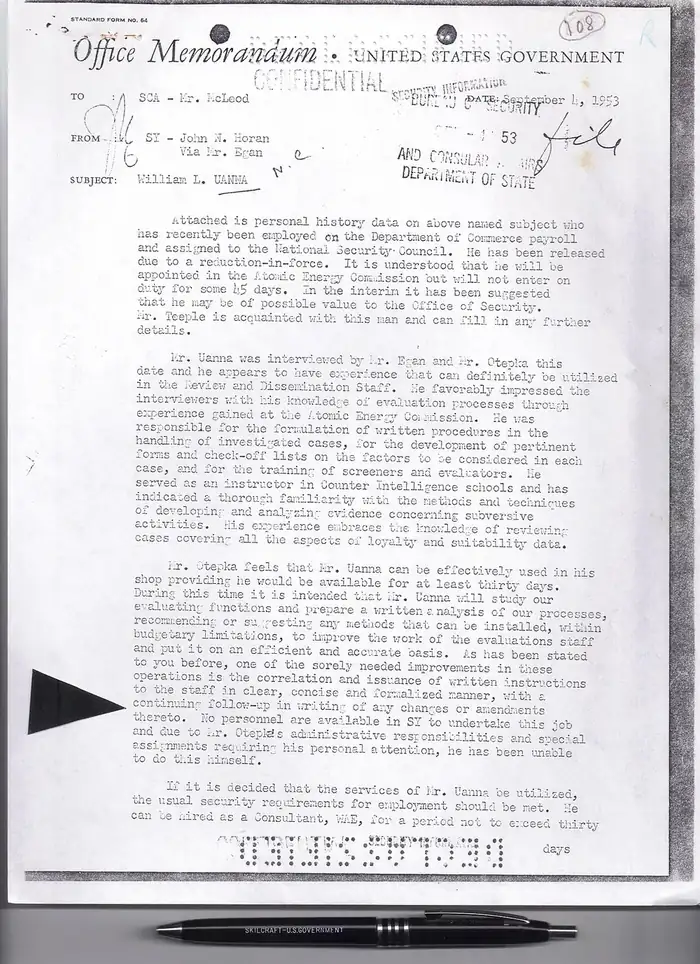 STANDARD FORM NO. 64
108
Office Memorandum • UNITED STATES GOVERNMENT
CONFIDENTIAL
SECURITY INFORMATION
TO : SCA - Mr. McLeod
DATE: September 4, 1953
BUREAU OF SECURITY
53
FROM : SY - John N. Horan
Via Mr. Egan
file
AND CONSULAR AFFAIRS
DEPARTMENT OF STATE
SUBJECT: William L. UANNA
Attached is personal history data on above named subject who
has recently been employed on the Department of Commerce payroll
and assigned to the National Security Council. He has been released
due to a reduction-in-force. It is understood that he will be
appointed in the Atomic Energy Commission but will not enter on
duty for some 45 days. In the interim it has been suggested
that he may be of possible value to the Office of Security.
Mr. Teeple is acquainted with this man and can fill in any further
details.
Mr. Uanna was interviewed by Mr. Egan and Mr. Otepka this
date and he appears to have experience that can definitely be utilized
in the Review and Dissemination Staff. He favorably impressed the
interviewers with his knowledge of evaluation processes through
experience gained at the Atomic Energy Commission. He was
responsible for the formulation of written procedures in the
handling of investigated cases, for the development of pertinent
forms and check-off lists on the factors to be considered in each
case, and for the training of screeners and evaluators. He
served as an instructor in Counter Intelligence schools and has
indicated a thorough familiarity with the methods and techniques
of developing and analyzing evidence concerning subversive
activities. His experience embraces the knowledge of reviewing
cases covering all the aspects of loyalty and suitability data.
Mr. Otepka feels that Mr. Uanna can be effectively used in his
shop providing he would be available for at least thirty days.
During this time it is intended that Mr. Uanna will study our
evaluating functions and prepare a written analysis of our processes,
recommending or suggesting any methods that can be installed, within
budgetary limitations, to improve the work of the evaluations staff
and put it on an efficient and accurate basis. As has been stated
to you before, one of the sorely needed improvements in these
operations is the correlation and issuance of written instructions
to the staff in clear, concise and formalized manner, with a
continuing follow-up in writing of any changes or amendments
thereto. No personnel are available in SY to undertake this job
and due to Mr. Otepka's administrative responsibilities and special
assignments requiring his personal attention, he has been unable
to do this himself.
If it is decided that the services of Mr. Uanna be utilized,
the usual security requirements for employment should be met. He
can be hired as a Consultant, WAE, for a period not to exceed thirty
days
SKILCRAFT-U.S.GOVERNMENT